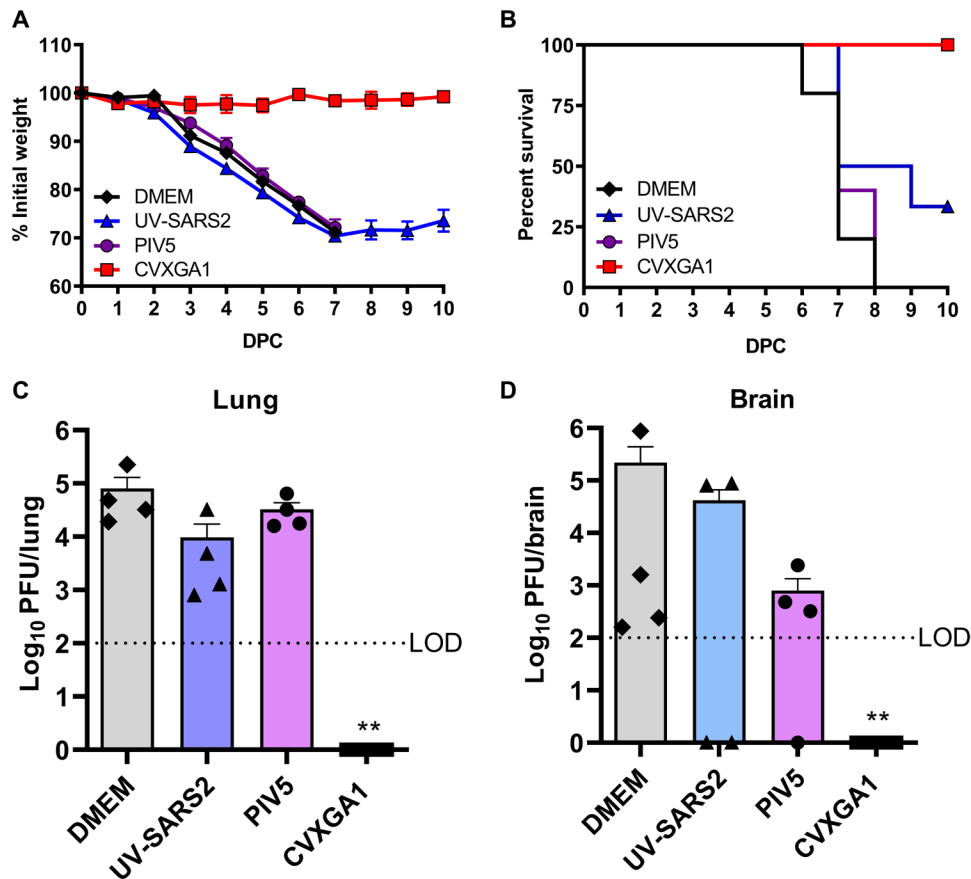 A
% Initial weight
100
100
90
80
70
60
DMEM
UV-SARS2
PIV5
CVXGA1
0 1 2 3 4 5 6 7 8 9 10
DPC
B
Percent survival
100
75
50
25
0
DMEM
UV-SARS2
PIV5
CVXGA1
0 1 2 3 4 5 6 7 8 9 10
DPC
C
Lung
Log10 PFU/lung
6
5
4
3
2
1
0
LOD
**
DMEM
UV-SARS2
PIV5
CVXGA1
D
Brain
Log10 PFU/brain
6
5
4
3
2
1
0
LOD
**
DMEM
UV-SARS2
PIV5
CVXGA1